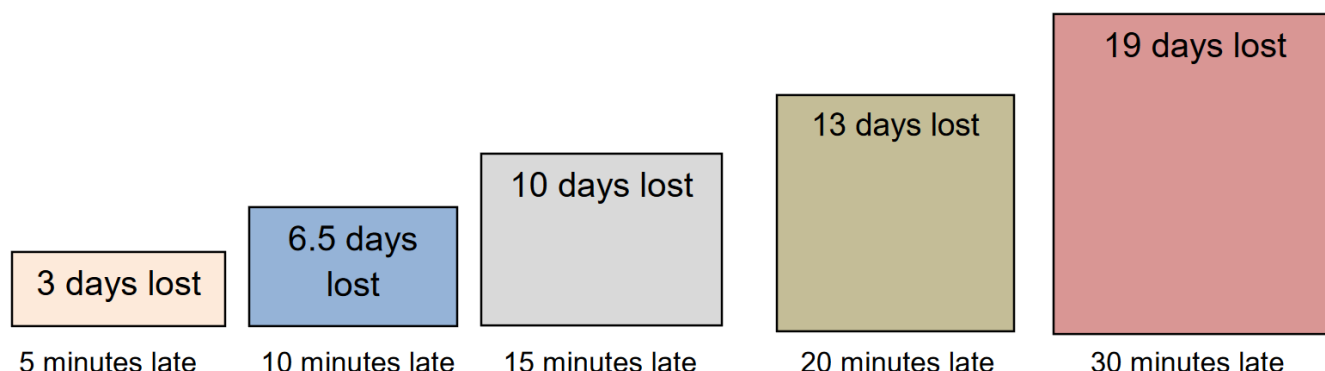 3 days lost
6.5 days
lost
10 days lost
13 days lost
19 days lost
5 minutes late
10 minutes late
15 minutes late
20 minutes late
30 minutes late